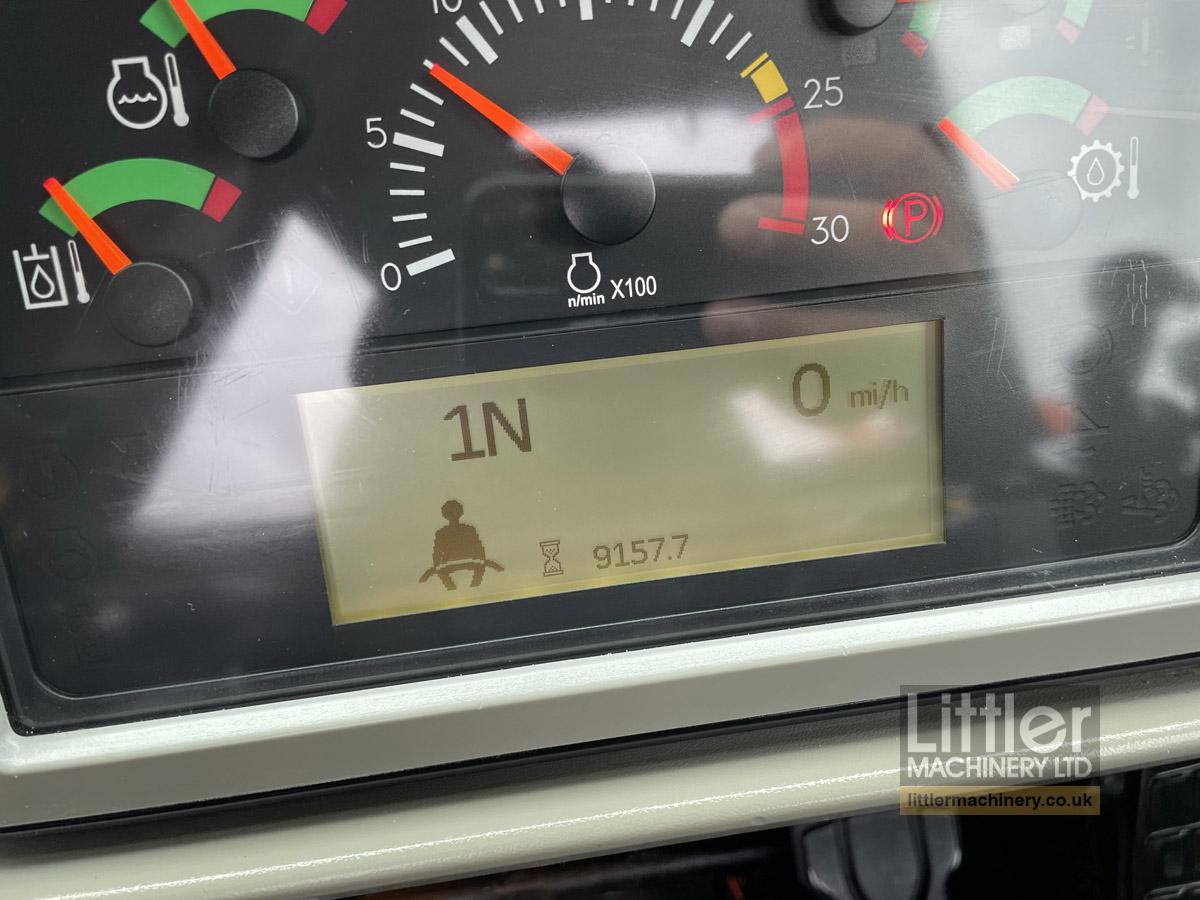 10
5
25
0
30
P
n/min X100
1N
0 mi/h
9157.7
Littler
MACHINERY LTD
littlermachinery.co.uk